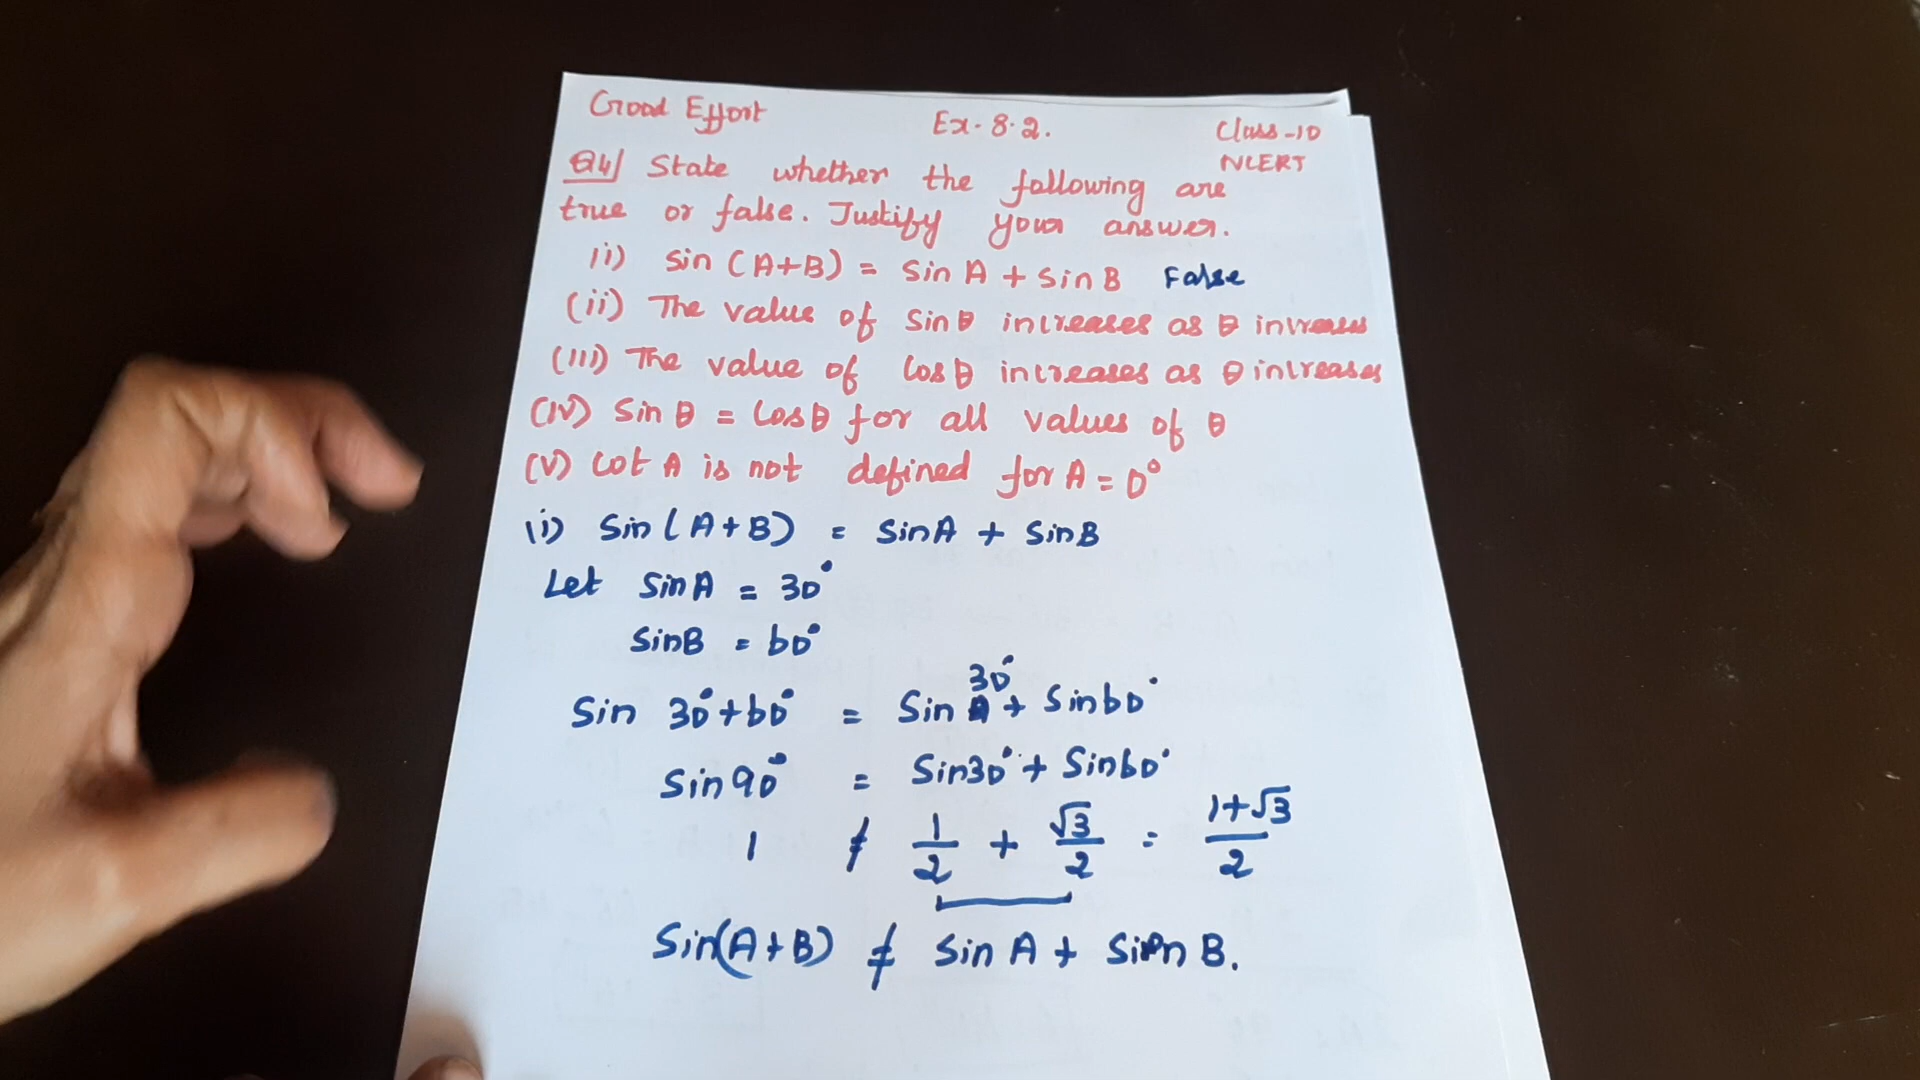 Good Effort Ex-8.2. Class-10
NCERT
Q4/ State whether the following are
true or false. Justify your answer.
(i) sin (A+B) = sin A + sin B False
(ii) The value of sin θ increases as θ increases
(iii) The value of cos θ increases as θ increases
(iv) sin θ = cos θ for all values of θ
(v) cot A is not defined for A = 0°
(i) Sin (A+B) = sinA + sinB
Let sin A = 30°
sinB = 60°
Sin 30°+60° = Sin 30° + Sin60°
Sin 90° = Sin30° + Sin60°
1 ≠ 1/2 + √3/2 = 1+√3/2
Sin(A+B) ≠ sin A + Sin B.